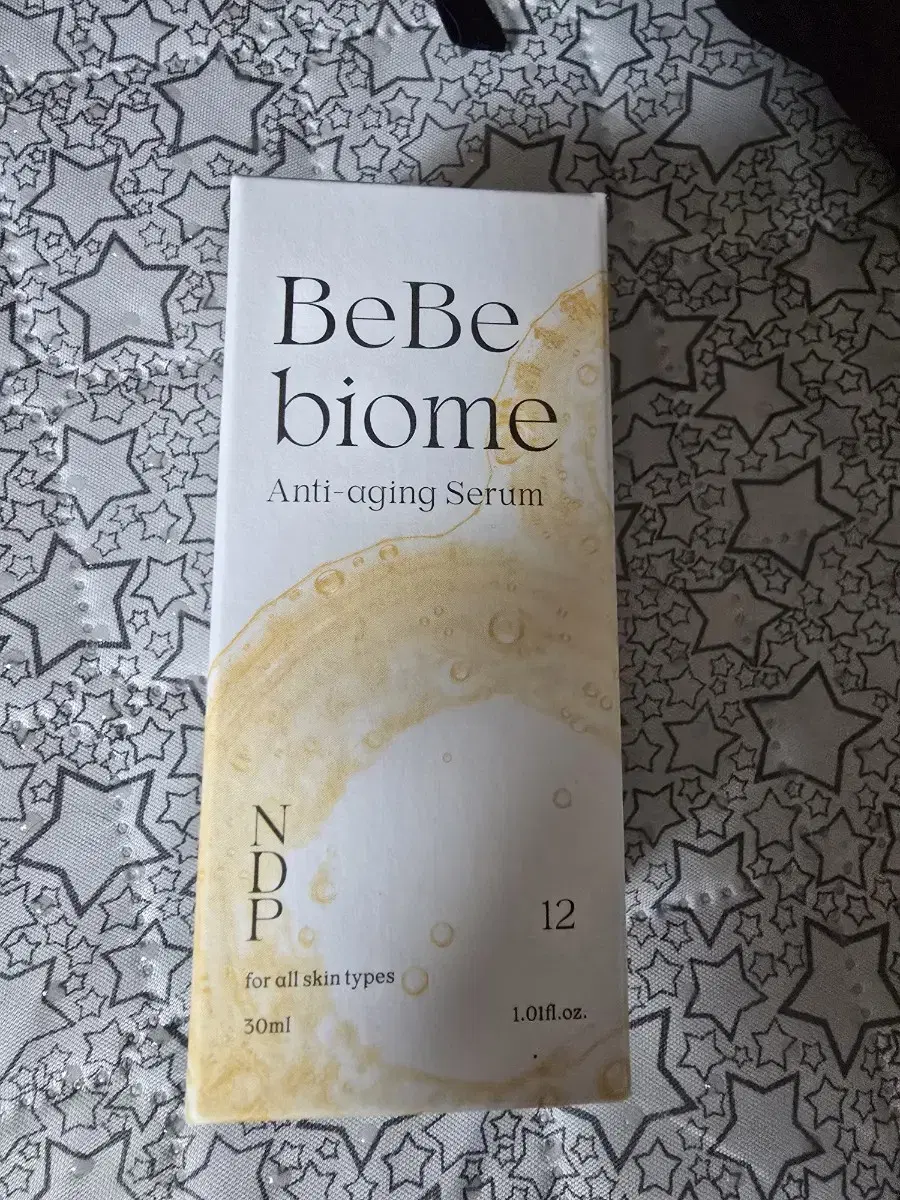 BeBe
biome
Anti-aging Serum
N
D
P
12
for all skin types
30ml
1.01fl.oz.